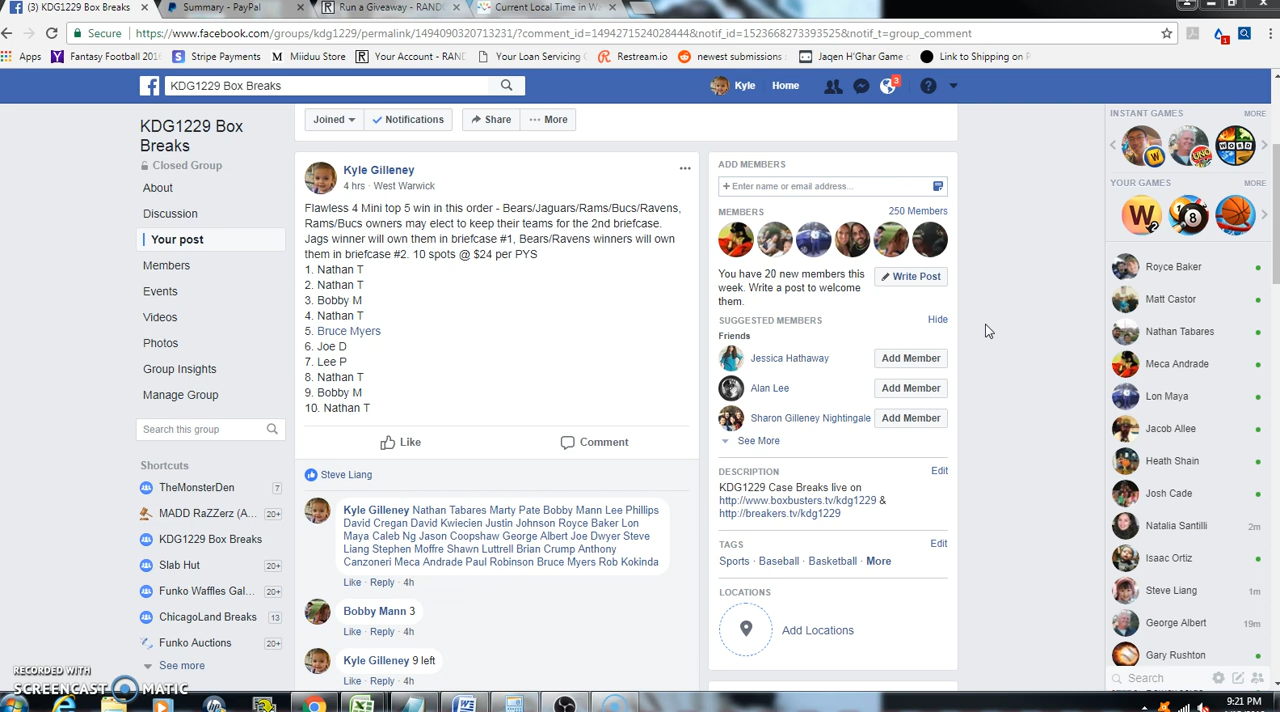 (3) KDG1229 Box Breaks
Summary - PayPal
Run a Giveaway - RAND
Current Local Time in W
Secure
https://www.facebook.com/groups/kdg1229/permalink/1494090320713231/?comment_id=1494271524028444&notif_id=1523668273393525&notif_t=group_comment
Apps
Fantasy Football 2016
Stripe Payments
Miiduu Store
Your Account - RAND
Your Loan Servicing
Restream.io
newest submissions :
Jaqen H'Ghar Game o
Link to Shipping on P
KDG1229 Box Breaks
Kyle
Home
3
KDG1229 Box
Breaks
Closed Group
About
Discussion
Your post
Members
Events
Videos
Photos
Group Insights
Manage Group
Search this group
Shortcuts
TheMonsterDen 7
MADD RaZZerz (A... 20+
KDG1229 Box Breaks
Slab Hut 20+
Funko Waffles Gal... 20+
ChicagoLand Breaks 13
Funko Auctions 20+
See more
Joined
Notifications
Share
More
Kyle Gilleney
4 hrs · West Warwick
Flawless 4 Mini top 5 win in this order - Bears/Jaguars/Rams/Bucs/Ravens,
Rams/Bucs owners may elect to keep their teams for the 2nd briefcase.
Jags winner will own them in briefcase #1, Bears/Ravens winners will own
them in briefcase #2. 10 spots @ $24 per PYS
1. Nathan T
2. Nathan T
3. Bobby M
4. Nathan T
5. Bruce Myers
6. Joe D
7. Lee P
8. Nathan T
9. Bobby M
10. Nathan T
Like
Comment
Steve Liang
Kyle Gilleney Nathan Tabares Marty Pate Bobby Mann Lee Phillips
David Cregan David Kwiecien Justin Johnson Royce Baker Lon
Maya Caleb Ng Jason Coopshaw George Albert Joe Dwyer Steve
Liang Stephen Moffre Shawn Luttrell Brian Crump Anthony
Canzoneri Meca Andrade Paul Robinson Bruce Myers Rob Kokinda
Like · Reply · 4h
Bobby Mann 3
Like · Reply · 4h
Kyle Gilleney 9 left
Like · Reply · 4h
ADD MEMBERS
+ Enter name or email address...
MEMBERS
250 Members
You have 20 new members this
week. Write a post to welcome
them.
Write Post
SUGGESTED MEMBERS
Hide
Friends
Jessica Hathaway
Add Member
Alan Lee
Add Member
Sharon Gilleney Nightingale
Add Member
See More
DESCRIPTION
Edit
KDG1229 Case Breaks live on
http://www.boxbusters.tv/kdg1229 &
http://breakers.tv/kdg1229
TAGS
Edit
Sports · Baseball · Basketball · More
LOCATIONS
Add Locations
INSTANT GAMES
MORE
YOUR GAMES
MORE
Royce Baker
Matt Castor
Nathan Tabares
Meca Andrade
Lon Maya
Jacob Allee
Heath Shain
Josh Cade
Natalia Santilli 2m
Isaac Ortiz
Steve Liang 1m
George Albert 19m
Gary Rushton
Search
RECORDED WITH
SCREENCAST MATIC
9:21 PM